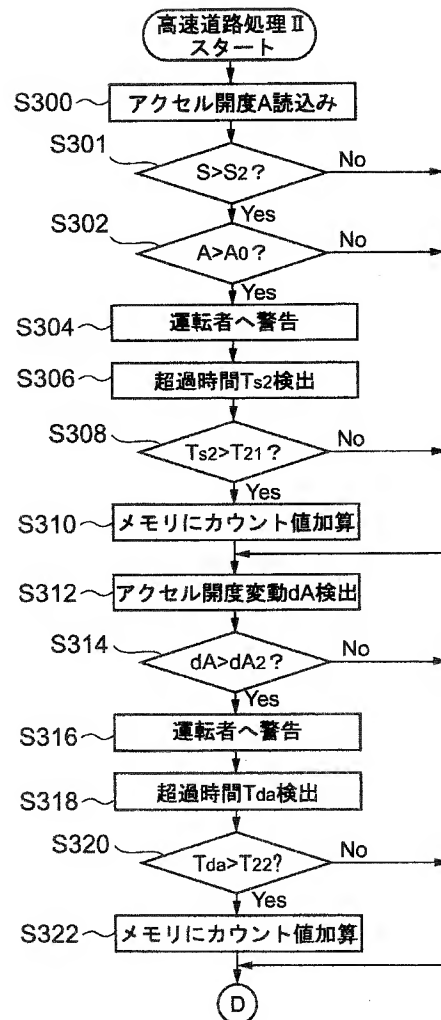 高速道路処理Ⅱ
スタート
S300
アクセル開度A読込み
S301
S>S2?
No
Yes
S302
A>A0?
No
Yes
S304
運転者へ警告
S306
超過時間Ts2検出
S308
Ts2>T21?
No
Yes
S310
メモリにカウント値加算
S312
アクセル開度変動dA検出
S314
dA>dA2?
No
Yes
S316
運転者へ警告
S318
超過時間Tda検出
S320
Tda>T22?
No
Yes
S322
メモリにカウント値加算
D